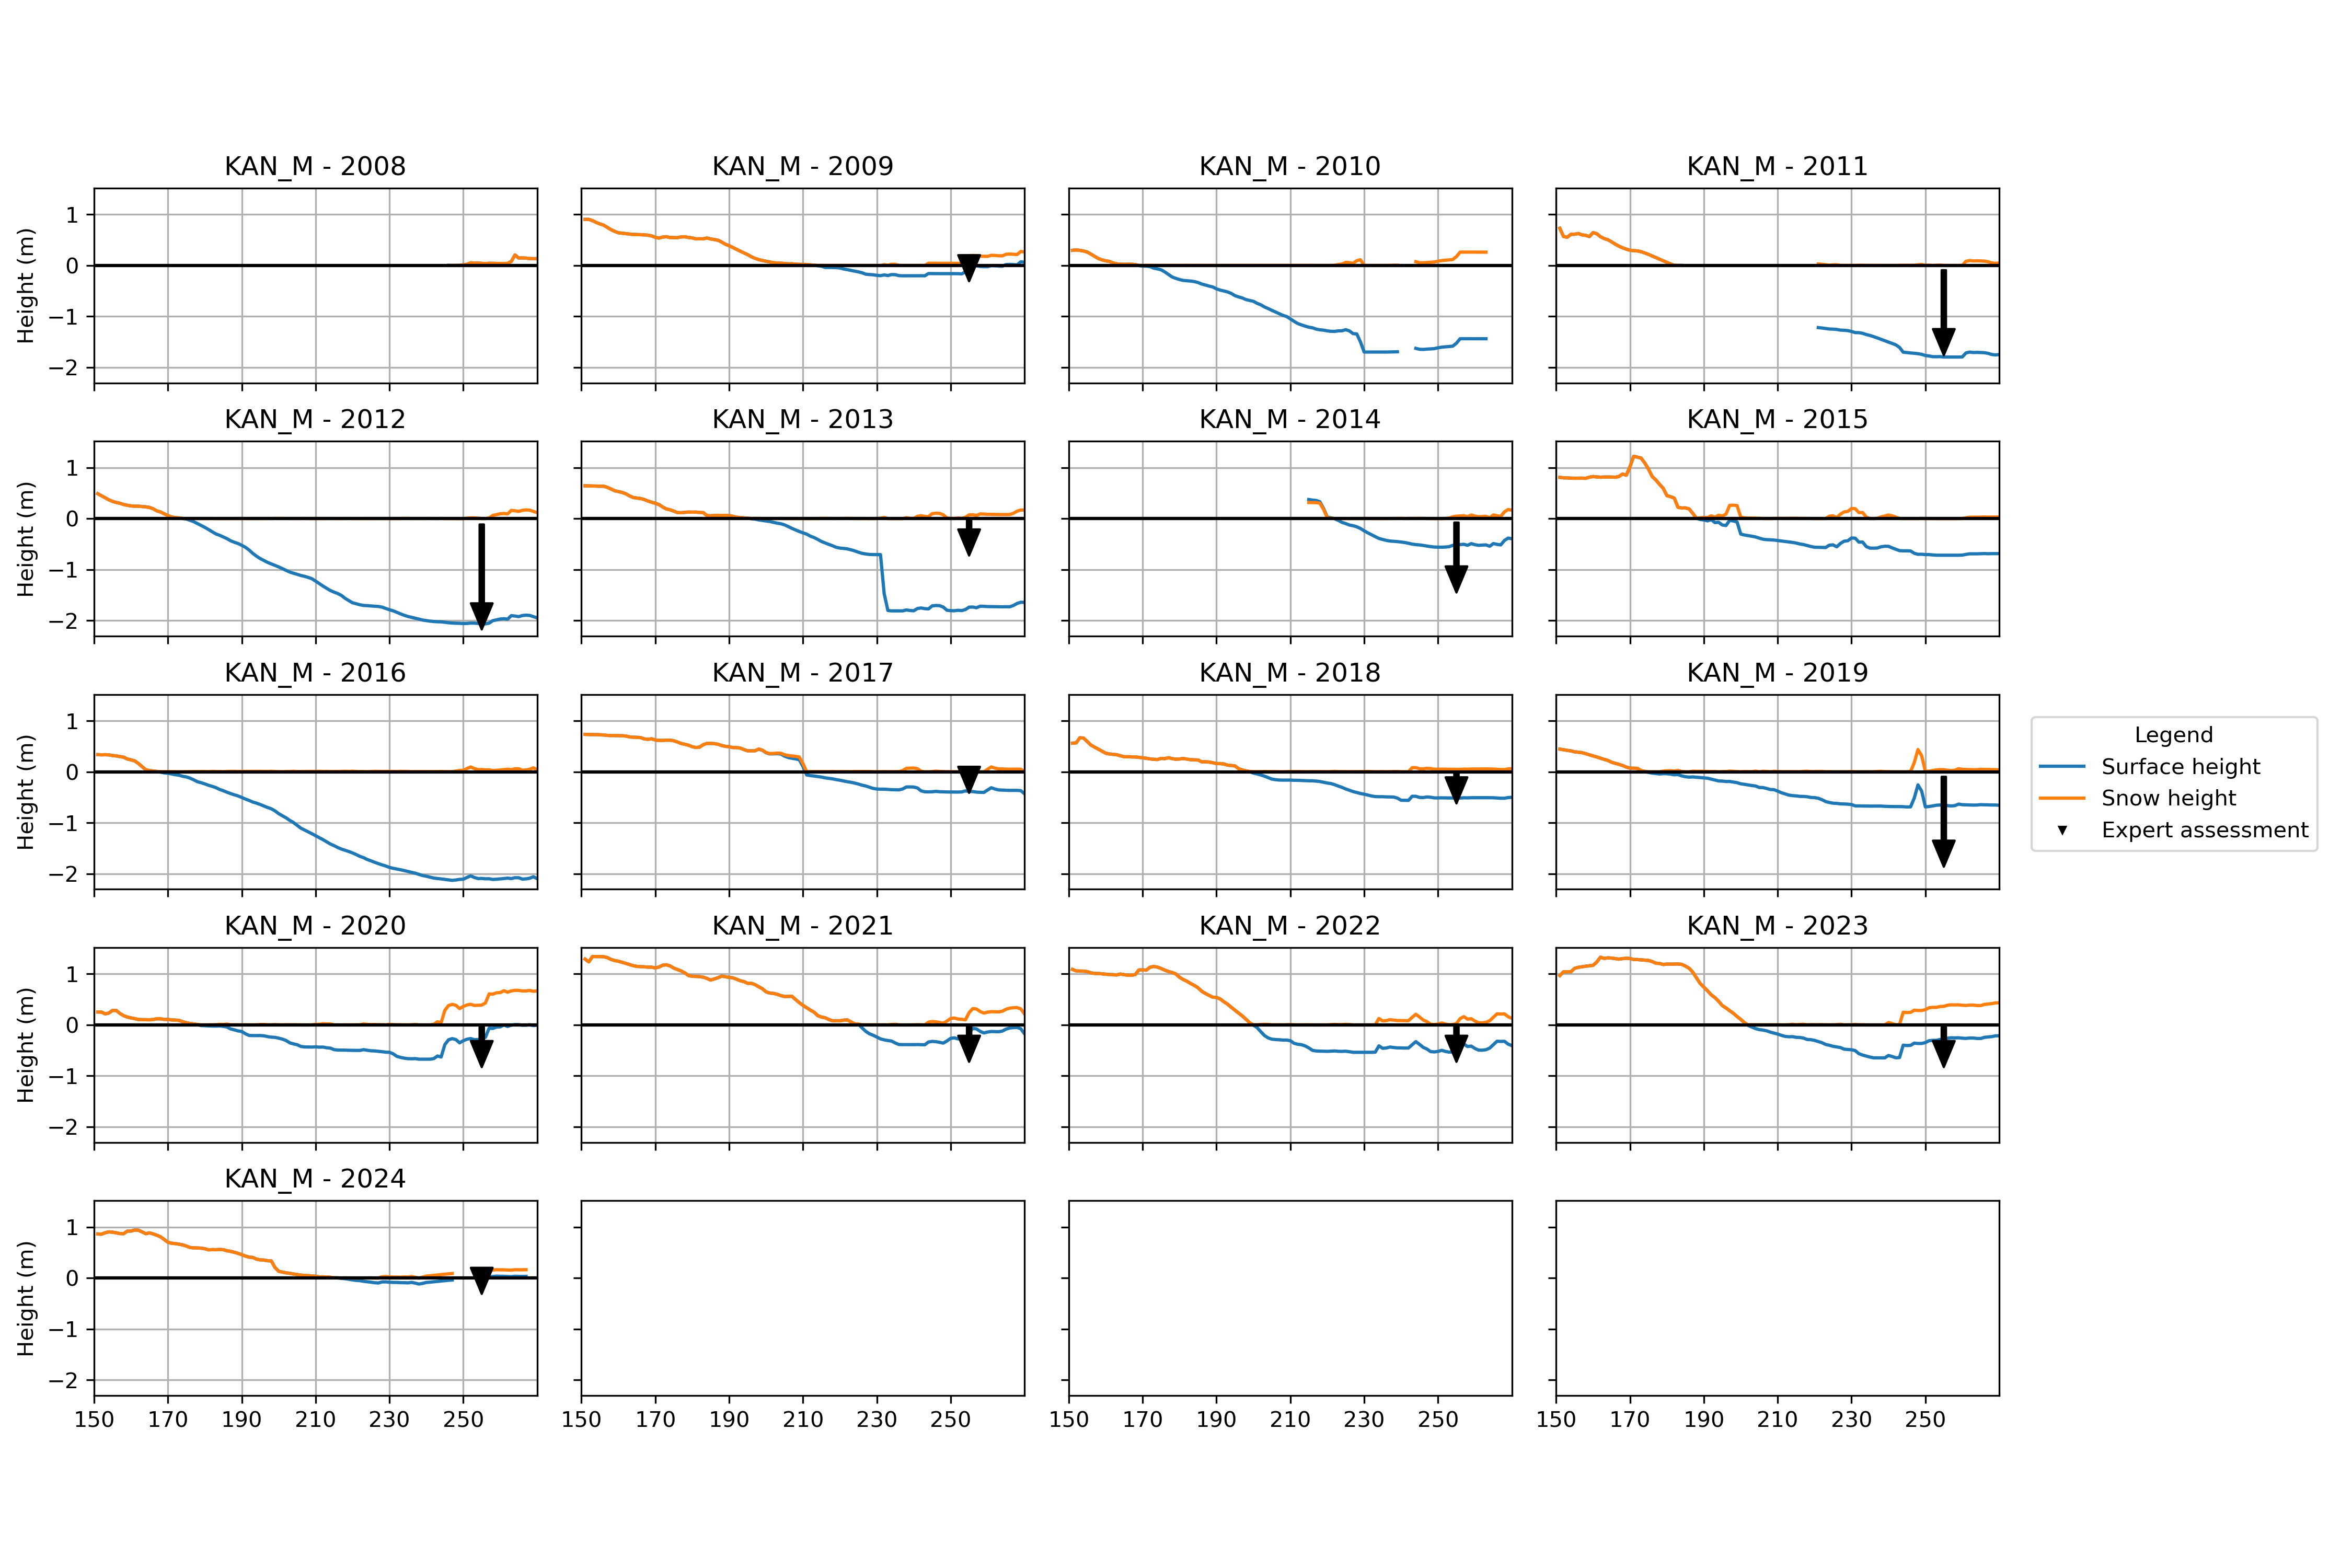 KAN_M - 2008 KAN_M - 2009 KAN_M - 2010 KAN_M - 2011
Height (m)
1
0
−1
−2
KAN_M - 2012 KAN_M - 2013 KAN_M - 2014 KAN_M - 2015
Height (m)
1
0
−1
−2
KAN_M - 2016 KAN_M - 2017 KAN_M - 2018 KAN_M - 2019
Height (m)
1
0
−1
−2
Legend
Surface height
Snow height
Expert assessment
KAN_M - 2020 KAN_M - 2021 KAN_M - 2022 KAN_M - 2023
Height (m)
1
0
−1
−2
KAN_M - 2024
Height (m)
1
0
−1
−2
150 170 190 210 230 250 150 170 190 210 230 250 150 170 190 210 230 250 150 170 190 210 230 250